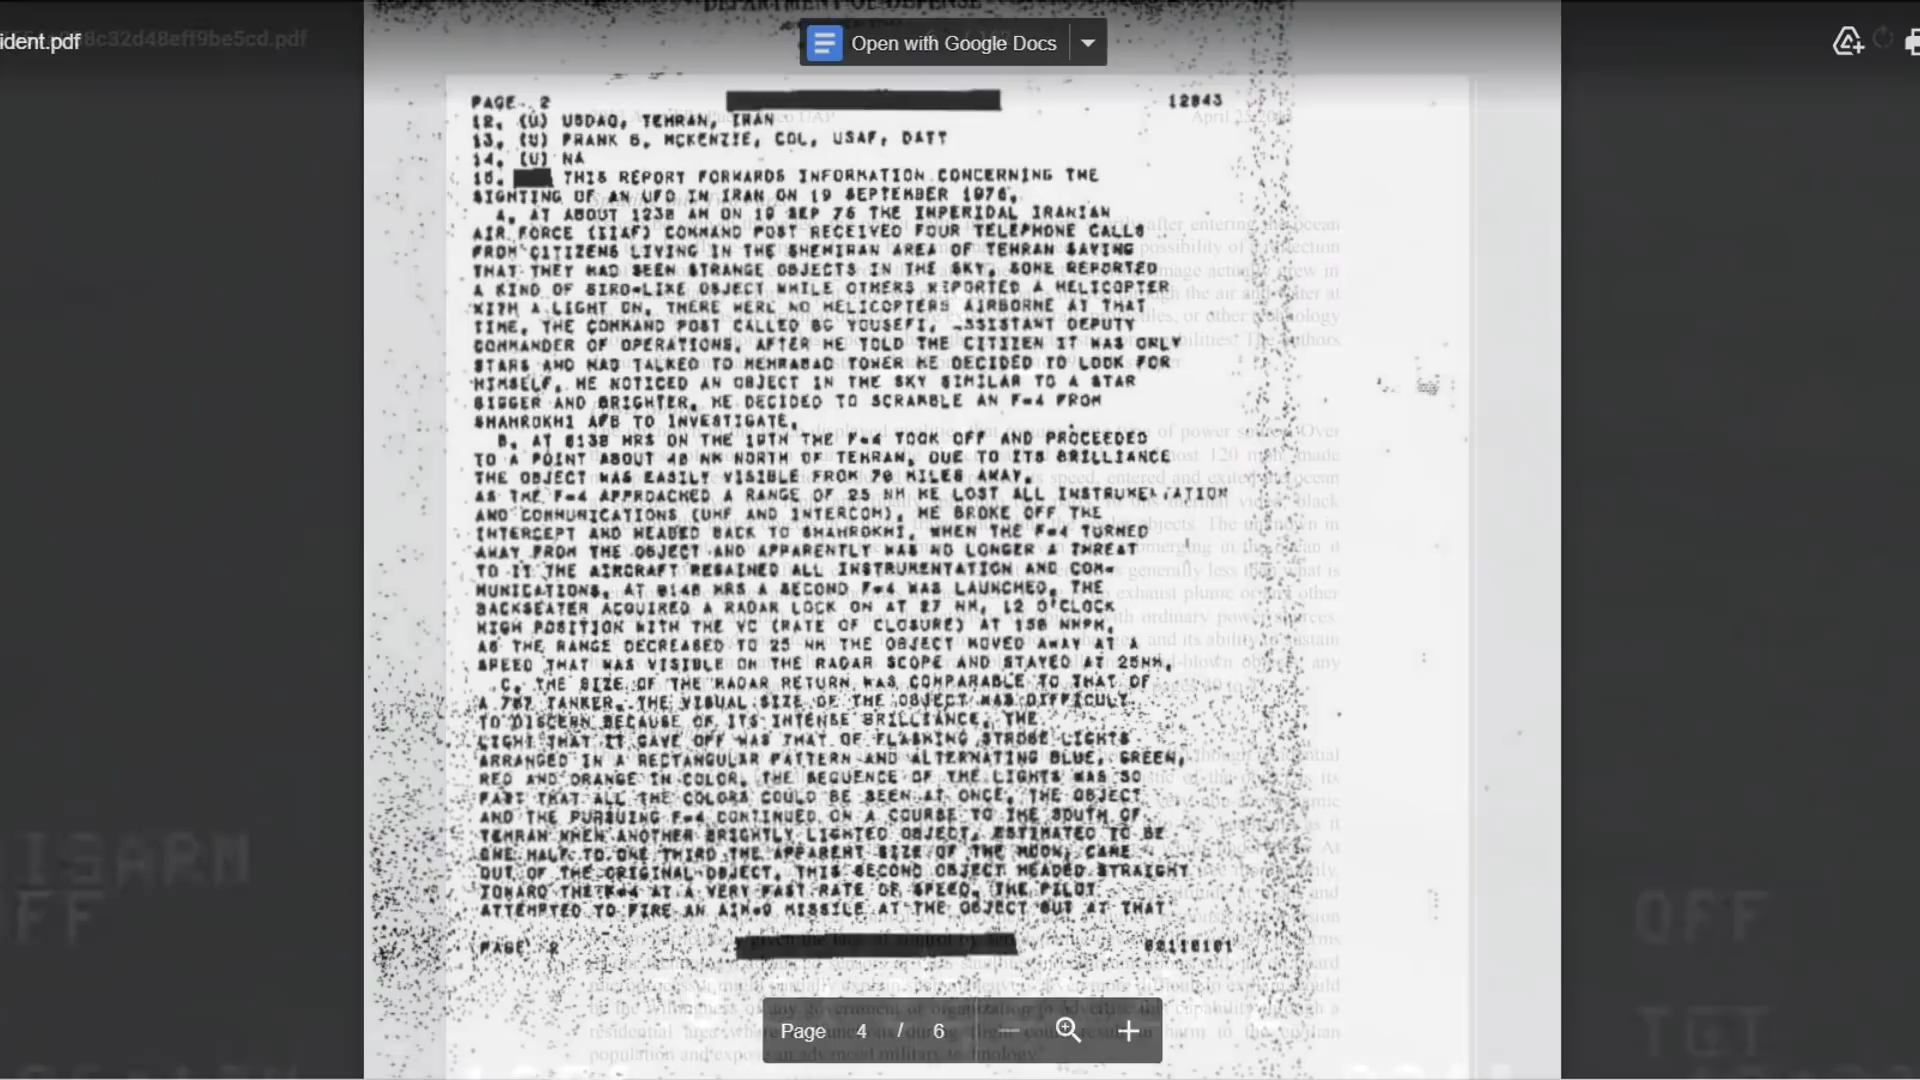 DEPARTMENT OF DEFENSE
ident.pdf
8c32d48eff9be5cd.pdf
Open with Google Docs
PAGE 2 12843
April
12. (U) USDAO, TEHRAN, IRAN
13. (U) FRANK B. MCKENZIE, COL, USAF, DATT
14. (U) NA
15. THIS REPORT FORWARDS INFORMATION CONCERNING THE
SIGHTING OF AN UFO IN IRAN ON 19 SEPTEMBER 1976.
A. AT ABOUT 1230 AM ON 19 SEP 76 THE IMPERIDAL IRANIAN
AIR FORCE (IIAF) COMMAND POST RECEIVED FOUR TELEPHONE CALLS
FROM CITIZENS LIVING IN THE SHEMIRAN AREA OF TEHRAN SAYING
THAT THEY HAD SEEN STRANGE OBJECTS IN THE SKY. SOME REPORTED
A KIND OF BIRD-LIKE OBJECT WHILE OTHERS REPORTED A HELICOPTER
WITH A LIGHT ON. THERE WERE NO HELICOPTERS AIRBORNE AT THAT
TIME. THE COMMAND POST CALLED BG YOUSEFI, ASSISTANT DEPUTY
COMMANDER OF OPERATIONS. AFTER HE TOLD THE CITIZEN IT WAS ONLY
STARS AND HAD TALKED TO MEHRABAD TOWER HE DECIDED TO LOOK FOR
HIMSELF. HE NOTICED AN OBJECT IN THE SKY SIMILAR TO A STAR
BIGGER AND BRIGHTER. HE DECIDED TO SCRAMBLE AN F-4 FROM
SHAHROKHI AFB TO INVESTIGATE.
B. AT 0130 HRS ON THE 19TH THE F-4 TOOK OFF AND PROCEEDED
TO A POINT ABOUT 40 NM NORTH OF TEHRAN. DUE TO ITS BRILLIANCE
THE OBJECT WAS EASILY VISIBLE FROM 70 MILES AWAY.
AS THE F-4 APPROACHED A RANGE OF 25 NM HE LOST ALL INSTRUMENTATION
AND COMMUNICATIONS (UHF AND INTERCOM). HE BROKE OFF THE
INTERCEPT AND HEADED BACK TO SHAHROKHI. WHEN THE F-4 TURNED
AWAY FROM THE OBJECT AND APPARENTLY WAS NO LONGER A THREAT
TO IT THE AIRCRAFT REGAINED ALL INSTRUMENTATION AND COM-
MUNICATIONS. AT 0140 HRS A SECOND F-4 WAS LAUNCHED. THE
BACKSEATER ACQUIRED A RADAR LOCK ON AT 27 NM, 12 O'CLOCK
HIGH POSITION WITH THE VC (RATE OF CLOSURE) AT 150 NMPH.
AS THE RANGE DECREASED TO 25 NM THE OBJECT MOVED AWAY AT A
SPEED THAT WAS VISIBLE ON THE RADAR SCOPE AND STAYED AT 25NM.
C. THE SIZE OF THE RADAR RETURN WAS COMPARABLE TO THAT OF
A 707 TANKER. THE VISUAL SIZE OF THE OBJECT WAS DIFFICULT
TO DISCERN BECAUSE OF ITS INTENSE BRILLIANCE. THE
LIGHT THAT IT GAVE OFF WAS THAT OF FLASHING STROBE LIGHTS
ARRANGED IN A RECTANGULAR PATTERN AND ALTERNATING BLUE, GREEN,
RED AND ORANGE IN COLOR. THE SEQUENCE OF THE LIGHTS WAS SO
FAST THAT ALL THE COLORS COULD BE SEEN AT ONCE. THE OBJECT
AND THE PURSUING F-4 CONTINUED ON A COURSE TO THE SOUTH OF
TEHRAN WHEN ANOTHER BRIGHTLY LIGHTED OBJECT, ESTIMATED TO BE
ONE HALF TO ONE THIRD THE APPARENT SIZE OF THE MOON, CAME
OUT OF THE ORIGINAL OBJECT. THIS SECOND OBJECT HEADED STRAIGHT
TOWARD THE F-4 AT A VERY FAST RATE OF SPEED. THE PILOT
ATTEMPTED TO FIRE AN AIM-9 MISSILE AT THE OBJECT BUT AT THAT
PAGE 2 00110101
ISARM
OFF
OFF
Page 4 / 6